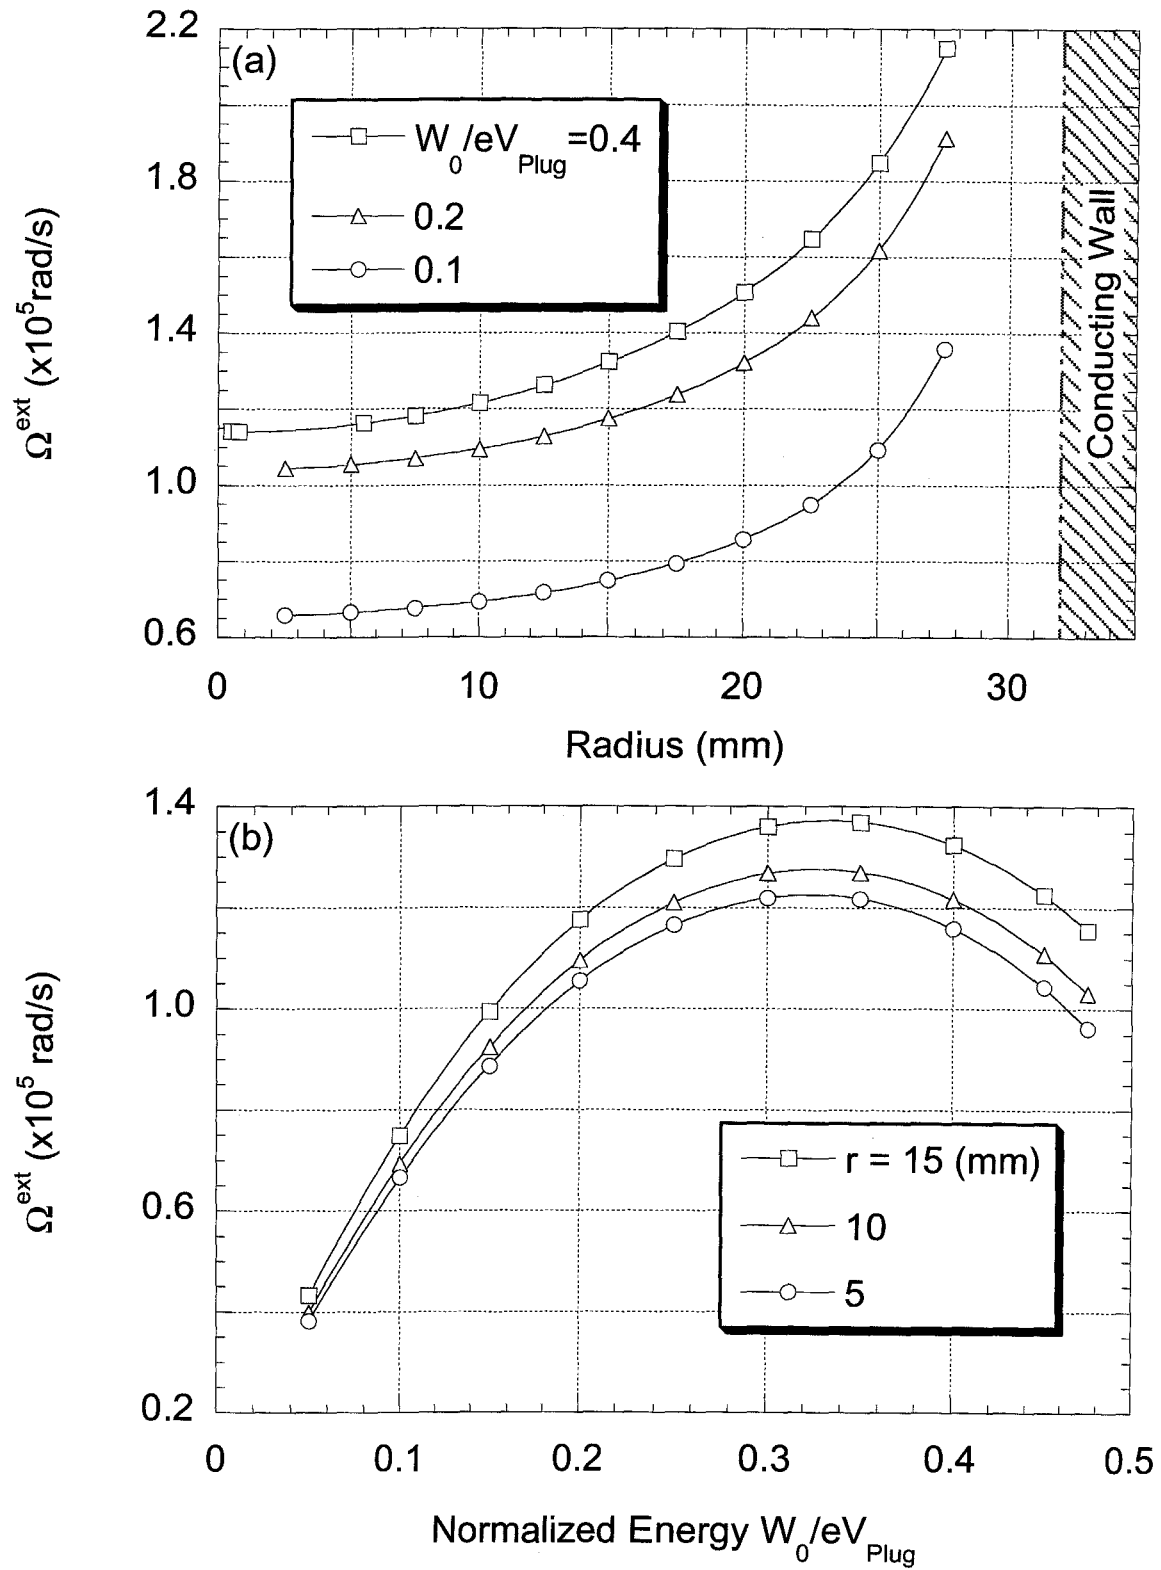 2.2
(a)
W0/eVPlug=0.4
0.2
0.1
1.8
1.4
1.0
0.6
Ωext (x10⁵rad/s)
Conducting Wall
0 10 20 30
Radius (mm)
1.4
(b)
1.0
0.6
0.2
Ωext (x10⁵ rad/s)
r = 15 (mm)
10
5
0 0.1 0.2 0.3 0.4 0.5
Normalized Energy W0/eVPlug